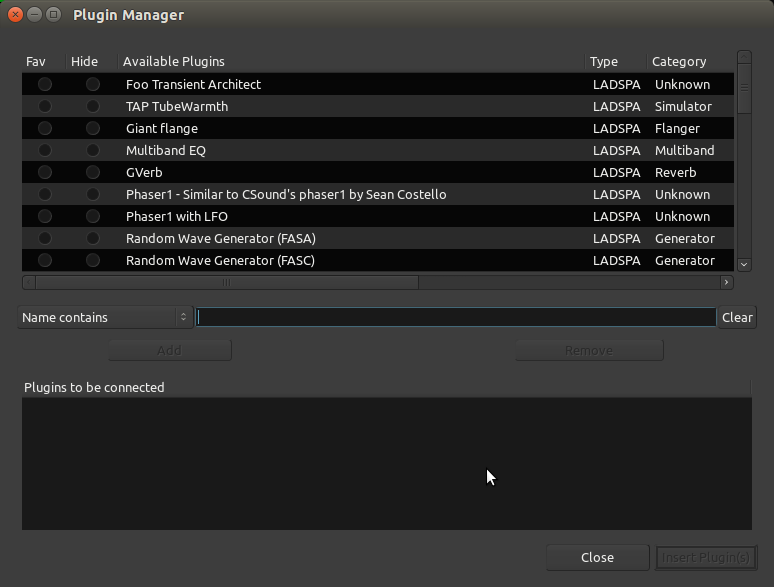 Plugin Manager
Fav Hide Available Plugins Type Category
Foo Transient Architect LADSPA Unknown
TAP TubeWarmth LADSPA Simulator
Giant flange LADSPA Flanger
Multiband EQ LADSPA Multiband
GVerb LADSPA Reverb
Phaser1 - Similar to CSound's phaser1 by Sean Costello LADSPA Unknown
Phaser1 with LFO LADSPA Unknown
Random Wave Generator (FASA) LADSPA Generator
Random Wave Generator (FASC) LADSPA Generator
Name contains Clear
Add Remove
Plugins to be connected
Close Insert Plugin(s)